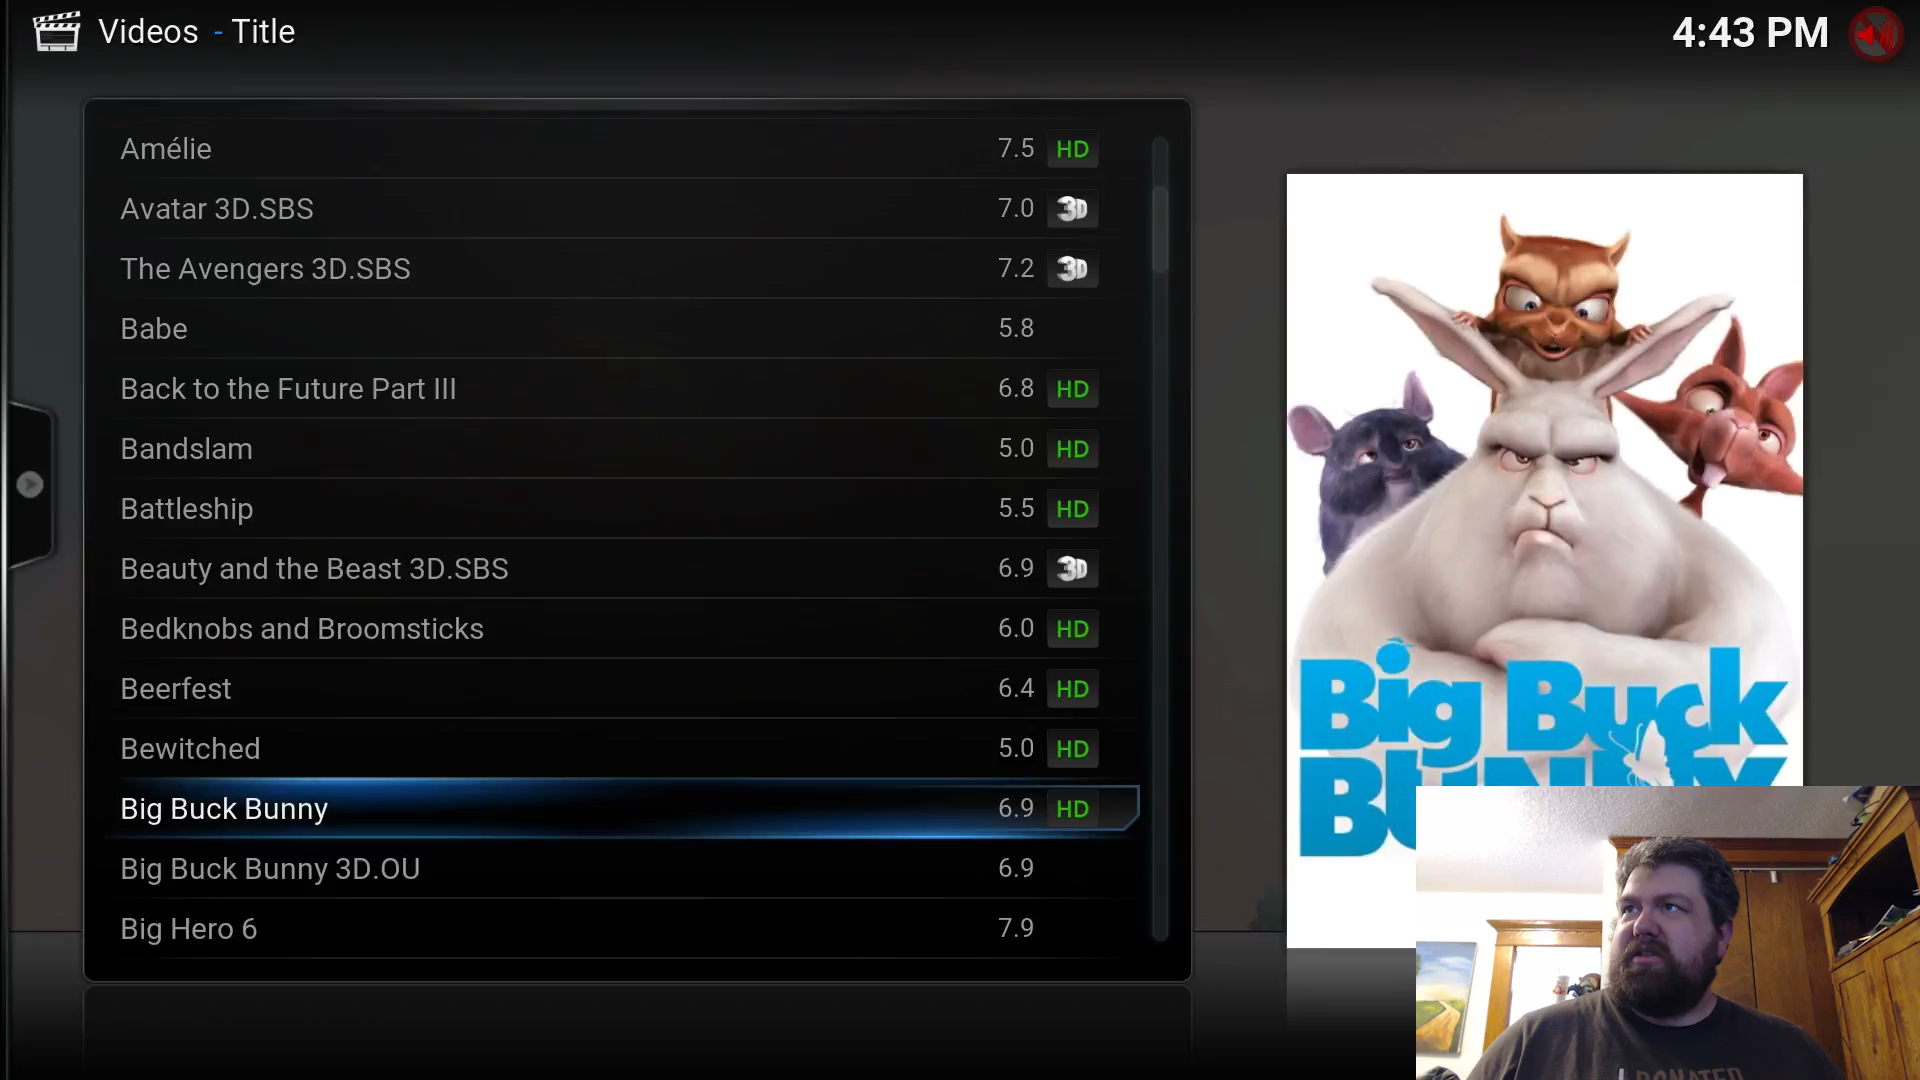 Videos - Title
4:43 PM
Amélie 7.5 HD
Avatar 3D.SBS 7.0 3D
The Avengers 3D.SBS 7.2 3D
Babe 5.8
Back to the Future Part III 6.8 HD
Bandslam 5.0 HD
Battleship 5.5 HD
Beauty and the Beast 3D.SBS 6.9 3D
Bedknobs and Broomsticks 6.0 HD
Beerfest 6.4 HD
Bewitched 5.0 HD
Big Buck Bunny 6.9 HD
Big Buck Bunny 3D.OU 6.9
Big Hero 6 7.9
Big Buck
Bunny
I DONATED